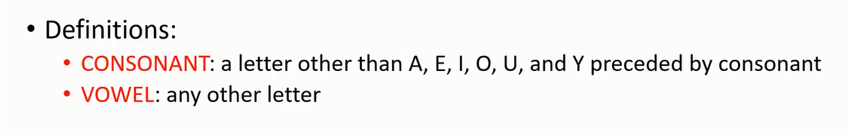 • Definitions:
• CONSONANT: a letter other than A, E, I, O, U, and Y preceded by consonant
• VOWEL: any other letter